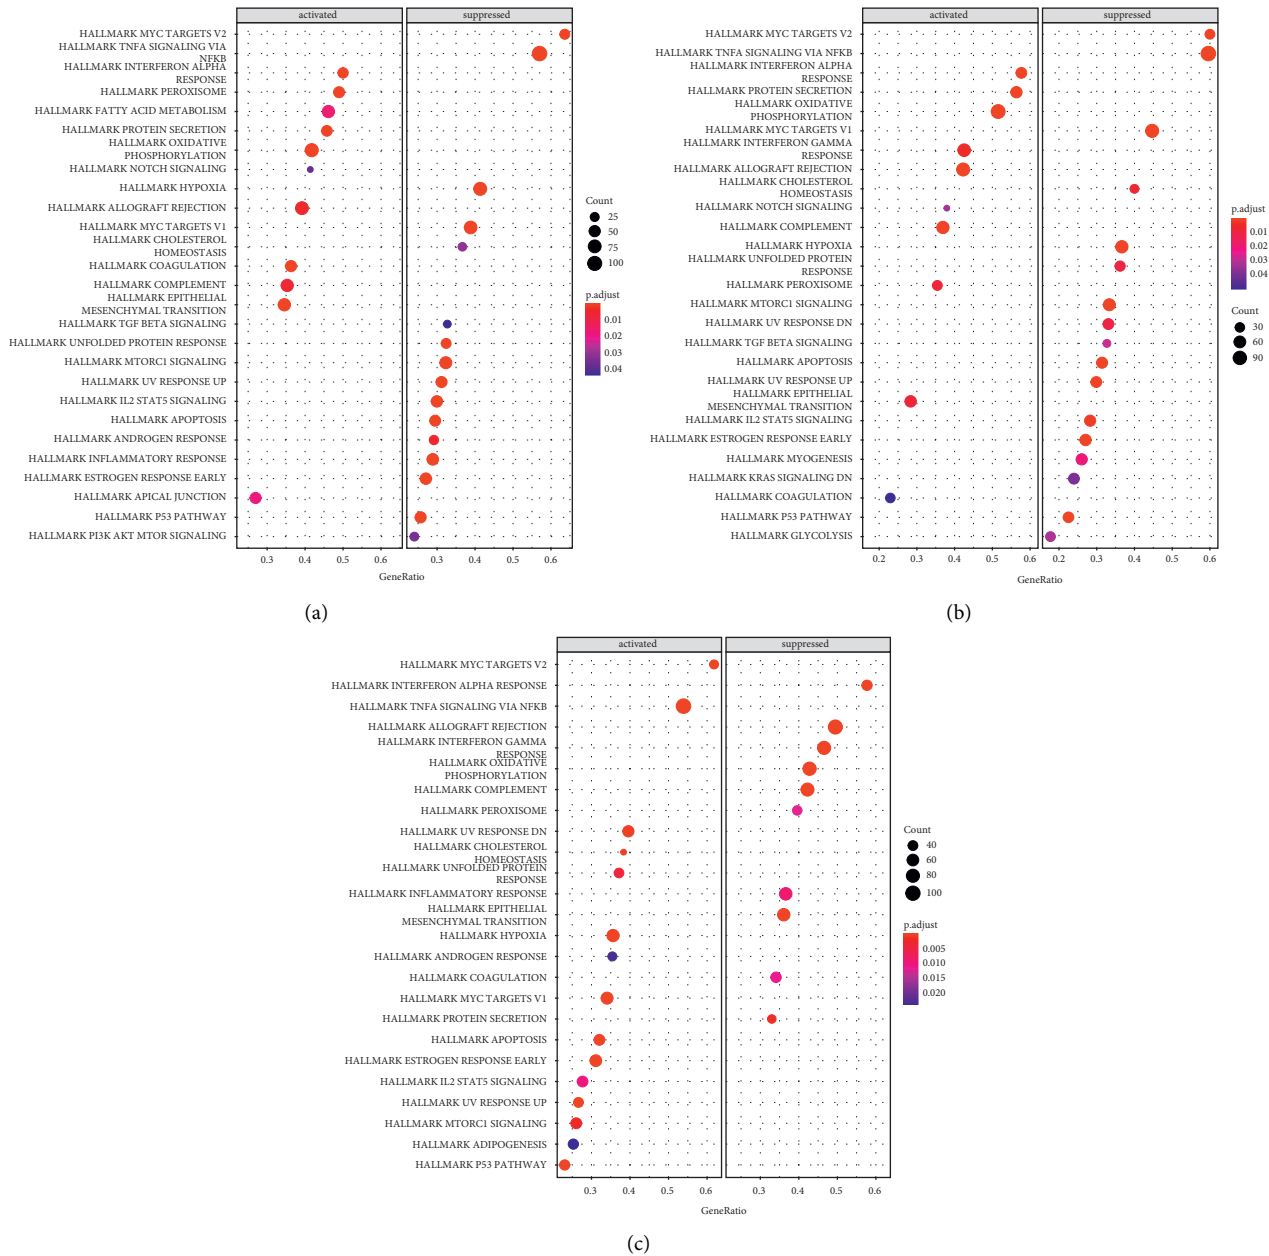 activated
suppressed
HALLMARK MYC TARGETS V2
HALLMARK TNFA SIGNALING VIA
NFKB
HALLMARK INTERFERON ALPHA
RESPONSE
HALLMARK PEROXISOME
HALLMARK FATTY ACID METABOLISM
HALLMARK PROTEIN SECRETION
HALLMARK OXIDATIVE
PHOSPHORYLATION
HALLMARK NOTCH SIGNALING
HALLMARK HYPOXIA
HALLMARK ALLOGRAFT REJECTION
HALLMARK MYC TARGETS V1
HALLMARK CHOLESTEROL
HOMEOSTASIS
HALLMARK COAGULATION
HALLMARK COMPLEMENT
HALLMARK EPITHELIAL
MESENCHYMAL TRANSITION
HALLMARK TGF BETA SIGNALING
HALLMARK UNFOLDED PROTEIN RESPONSE
HALLMARK MTORC1 SIGNALING
HALLMARK UV RESPONSE UP
HALLMARK IL2 STAT5 SIGNALING
HALLMARK APOPTOSIS
HALLMARK ANDROGEN RESPONSE
HALLMARK INFLAMMATORY RESPONSE
HALLMARK ESTROGEN RESPONSE EARLY
HALLMARK APICAL JUNCTION
HALLMARK P53 PATHWAY
HALLMARK PI3K AKT MTOR SIGNALING
0.3 0.4 0.5 0.6 0.3 0.4 0.5 0.6
GeneRatio
Count
25
50
75
100
p.adjust
0.01
0.02
0.03
0.04
(a)
activated
suppressed
HALLMARK MYC TARGETS V2
HALLMARK TNFA SIGNALING VIA NFKB
HALLMARK INTERFERON ALPHA
RESPONSE
HALLMARK PROTEIN SECRETION
HALLMARK OXIDATIVE
PHOSPHORYLATION
HALLMARK MYC TARGETS V1
HALLMARK INTERFERON GAMMA
RESPONSE
HALLMARK ALLOGRAFT REJECTION
HALLMARK CHOLESTEROL
HOMEOSTASIS
HALLMARK NOTCH SIGNALING
HALLMARK COMPLEMENT
HALLMARK HYPOXIA
HALLMARK UNFOLDED PROTEIN
RESPONSE
HALLMARK PEROXISOME
HALLMARK MTORC1 SIGNALING
HALLMARK UV RESPONSE DN
HALLMARK TGF BETA SIGNALING
HALLMARK APOPTOSIS
HALLMARK UV RESPONSE UP
HALLMARK EPITHELIAL
MESENCHYMAL TRANSITION
HALLMARK IL2 STAT5 SIGNALING
HALLMARK ESTROGEN RESPONSE EARLY
HALLMARK MYOGENESIS
HALLMARK KRAS SIGNALING DN
HALLMARK COAGULATION
HALLMARK P53 PATHWAY
HALLMARK GLYCOLYSIS
0.2 0.3 0.4 0.5 0.6 0.2 0.3 0.4 0.5 0.6
GeneRatio
p.adjust
0.01
0.02
0.03
0.04
Count
30
60
90
(b)
activated
suppressed
HALLMARK MYC TARGETS V2
HALLMARK INTERFERON ALPHA RESPONSE
HALLMARK TNFA SIGNALING VIA NFKB
HALLMARK ALLOGRAFT REJECTION
HALLMARK INTERFERON GAMMA
RESPONSE
HALLMARK OXIDATIVE
PHOSPHORYLATION
HALLMARK COMPLEMENT
HALLMARK PEROXISOME
HALLMARK UV RESPONSE DN
HALLMARK CHOLESTEROL
HOMEOSTASIS
HALLMARK UNFOLDED PROTEIN
RESPONSE
HALLMARK INFLAMMATORY RESPONSE
HALLMARK EPITHELIAL
MESENCHYMAL TRANSITION
HALLMARK HYPOXIA
HALLMARK ANDROGEN RESPONSE
HALLMARK COAGULATION
HALLMARK MYC TARGETS V1
HALLMARK PROTEIN SECRETION
HALLMARK APOPTOSIS
HALLMARK ESTROGEN RESPONSE EARLY
HALLMARK IL2 STAT5 SIGNALING
HALLMARK UV RESPONSE UP
HALLMARK MTORC1 SIGNALING
HALLMARK ADIPOGENESIS
HALLMARK P53 PATHWAY
0.3 0.4 0.5 0.6 0.3 0.4 0.5 0.6
GeneRatio
Count
40
60
80
100
p.adjust
0.005
0.010
0.015
0.020
(c)